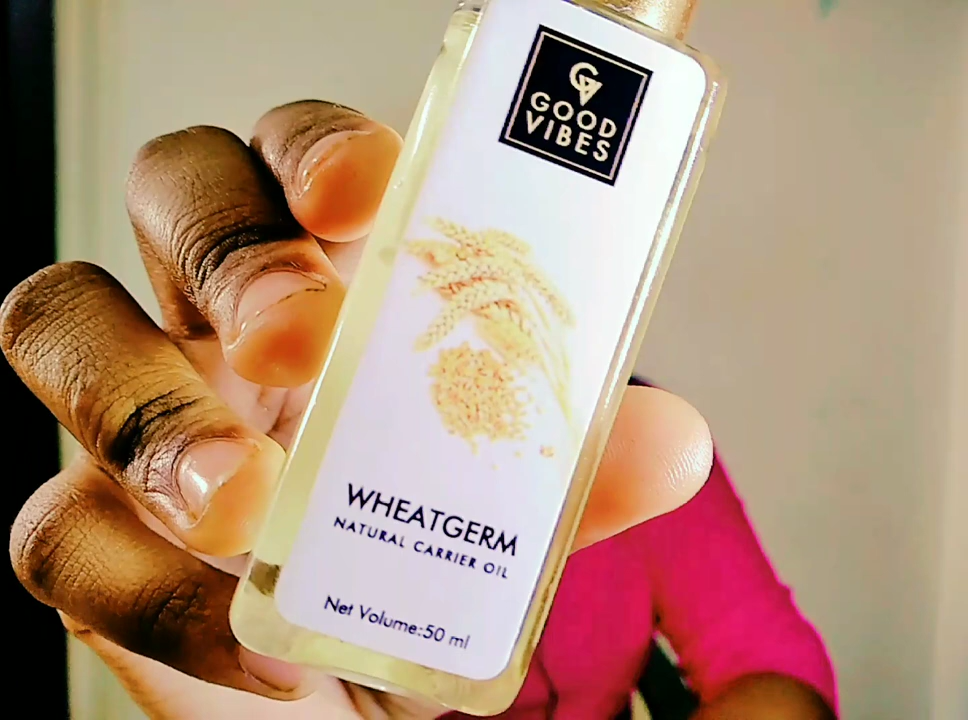 GV
GOOD
VIBES
WHEATGERM
NATURAL CARRIER OIL
Net Volume:50 ml